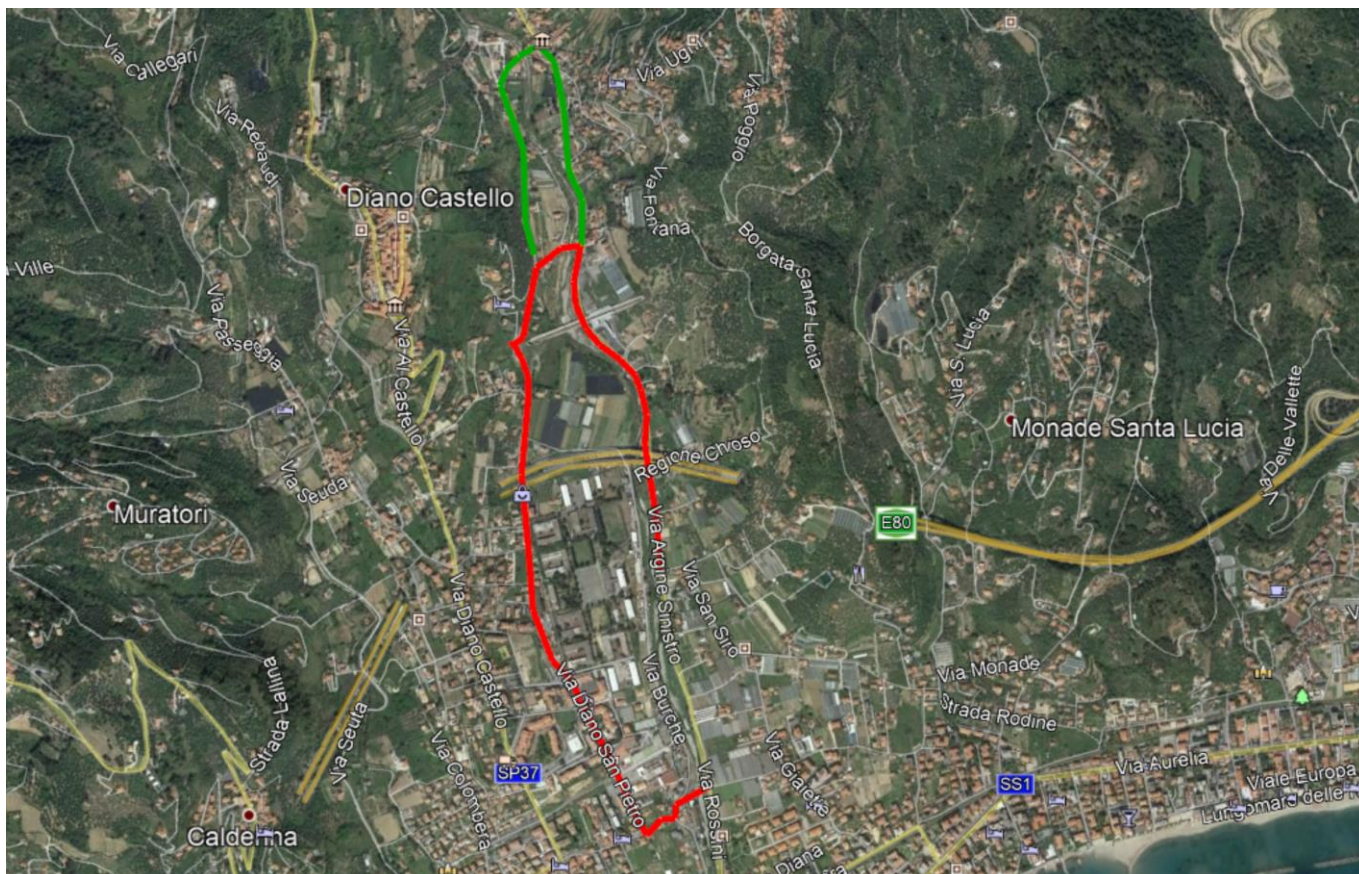 Via Callegari
Via Ughi
Via Poggio
Via Rebaudi
Diano Castello
Via Fontana
Borgata Santa Lucia
Ville
Via Passeggia
Via Al Castello
Via S. Lucia
Monade Santa Lucia
Via Delle Vallette
Regione Chioso
Via Seuda
Muratori
E80
Via Argine Sinistro
Via San Siro
Via Diano Castello
Via Monade
Strada Rodine
Via Diano San Pietro
Via Burche
Strada Lallina
Via Seuta
Via Colombera
SP37
Via Rossini
Via Giaiette
SS1
Via Aurelia
Viale Europa
Lungomare delle
Calderina
Diana